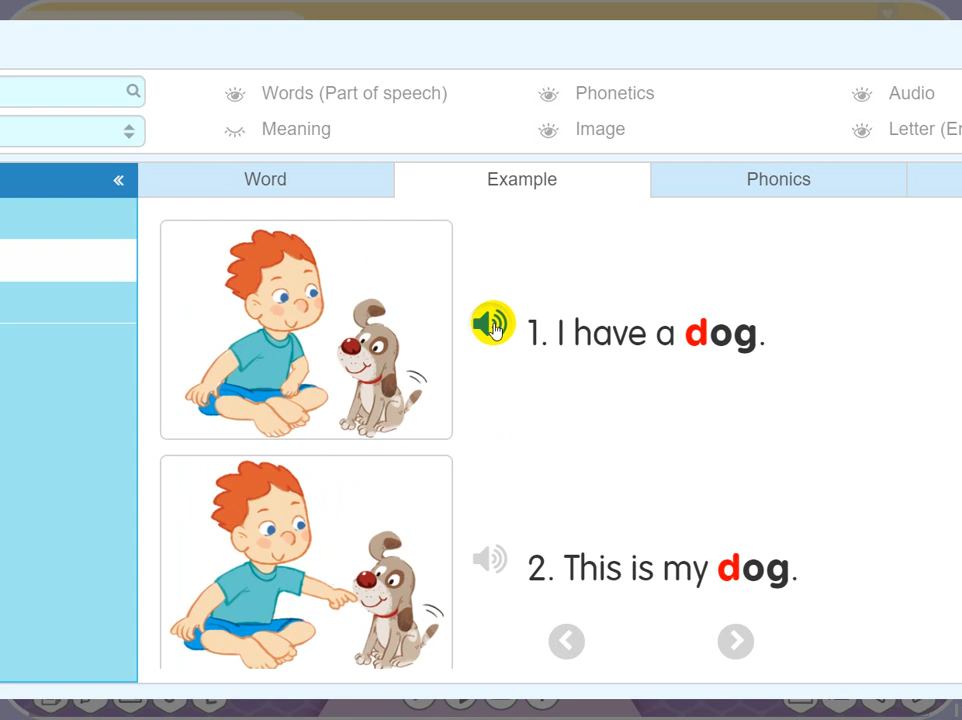 Words (Part of speech)
Phonetics
Audio
Meaning
Image
Letter (
Word
Example
Phonics
1. I have a dog.
2. This is my dog.